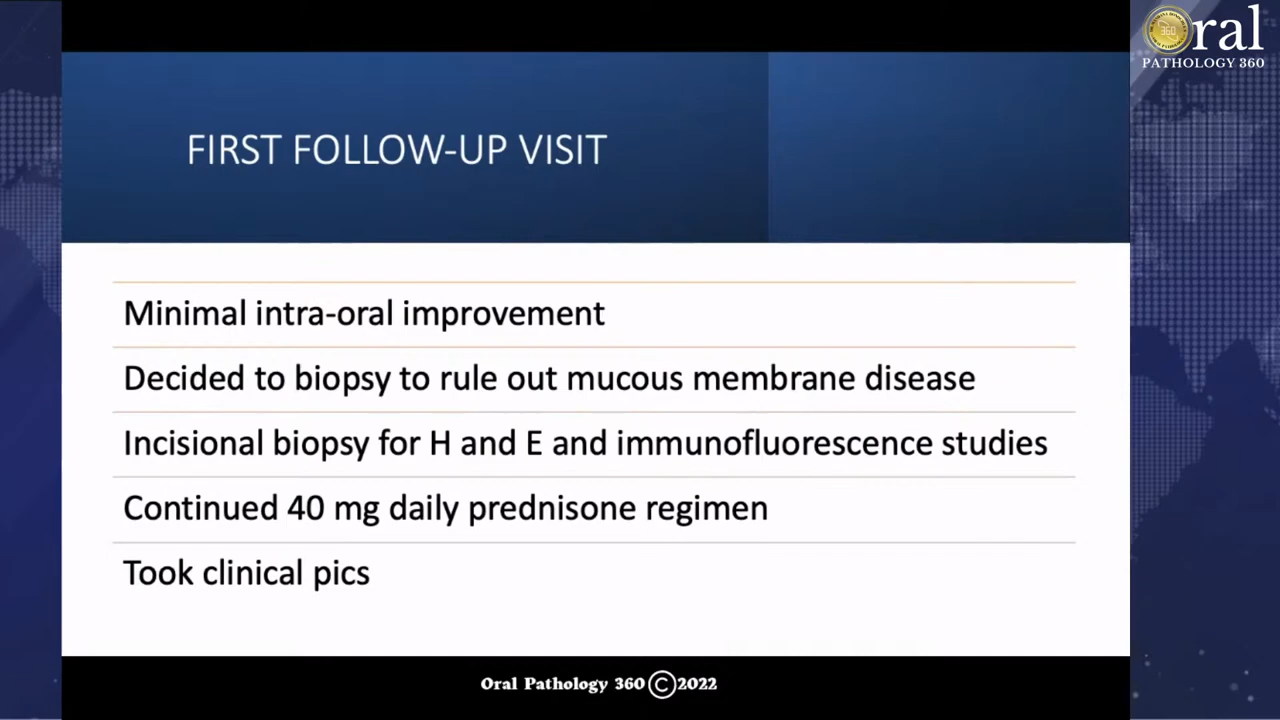 Oral
PATHOLOGY 360
FIRST FOLLOW-UP VISIT
Minimal intra-oral improvement
Decided to biopsy to rule out mucous membrane disease
Incisional biopsy for H and E and immunofluorescence studies
Continued 40 mg daily prednisone regimen
Took clinical pics
Oral Pathology 360©2022